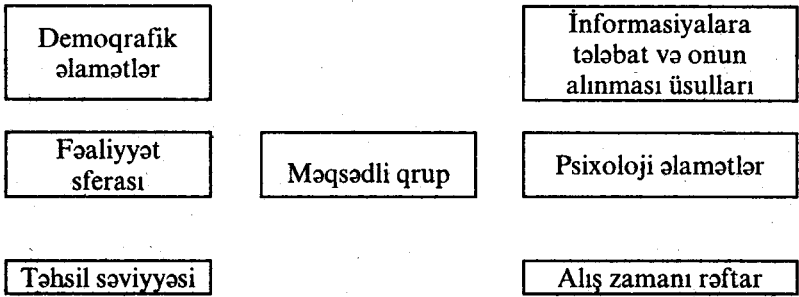 Demoqrafik
əlamətlər
İnformasiyalara
tələbat və onun
alınması üsulları
Fəaliyyət
sferası
Məqsədli qrup
Psixoloji əlamətlər
Təhsil səviyyəsi
Alış zamanı rəftar